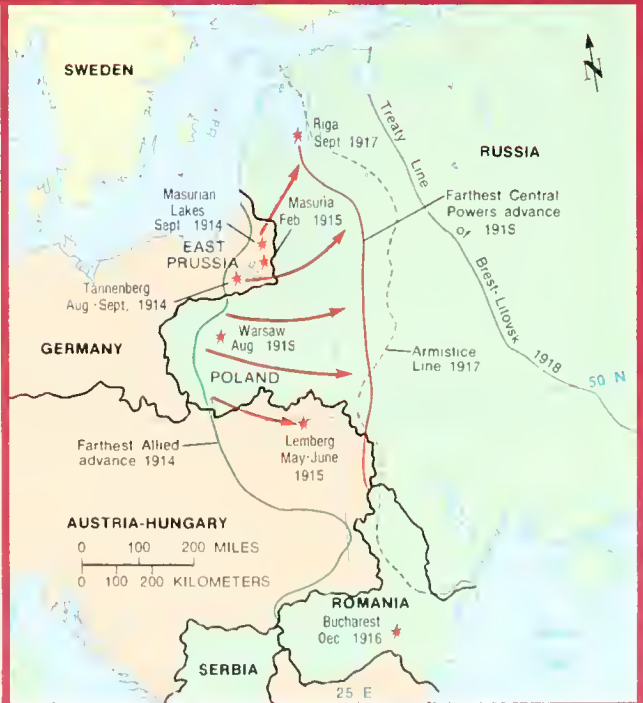 SWEDEN
N
Riga
Sept 1917
RUSSIA
Treaty Line of Brest-Litovsk 1918
Masurian
Lakes
Sept 1914
Masuria
Feb 1915
Farthest Central
Powers advance
1915
EAST
PRUSSIA
Tannenberg
Aug-Sept, 1914
Warsaw
Aug 1915
GERMANY
POLAND
Armistice
Line 1917
50 N
Farthest Allied
advance 1914
Lemberg
May-June
1915
AUSTRIA-HUNGARY
0 100 200 MILES
0 100 200 KILOMETERS
ROMANIA
Bucharest
Dec 1916
SERBIA
25 E